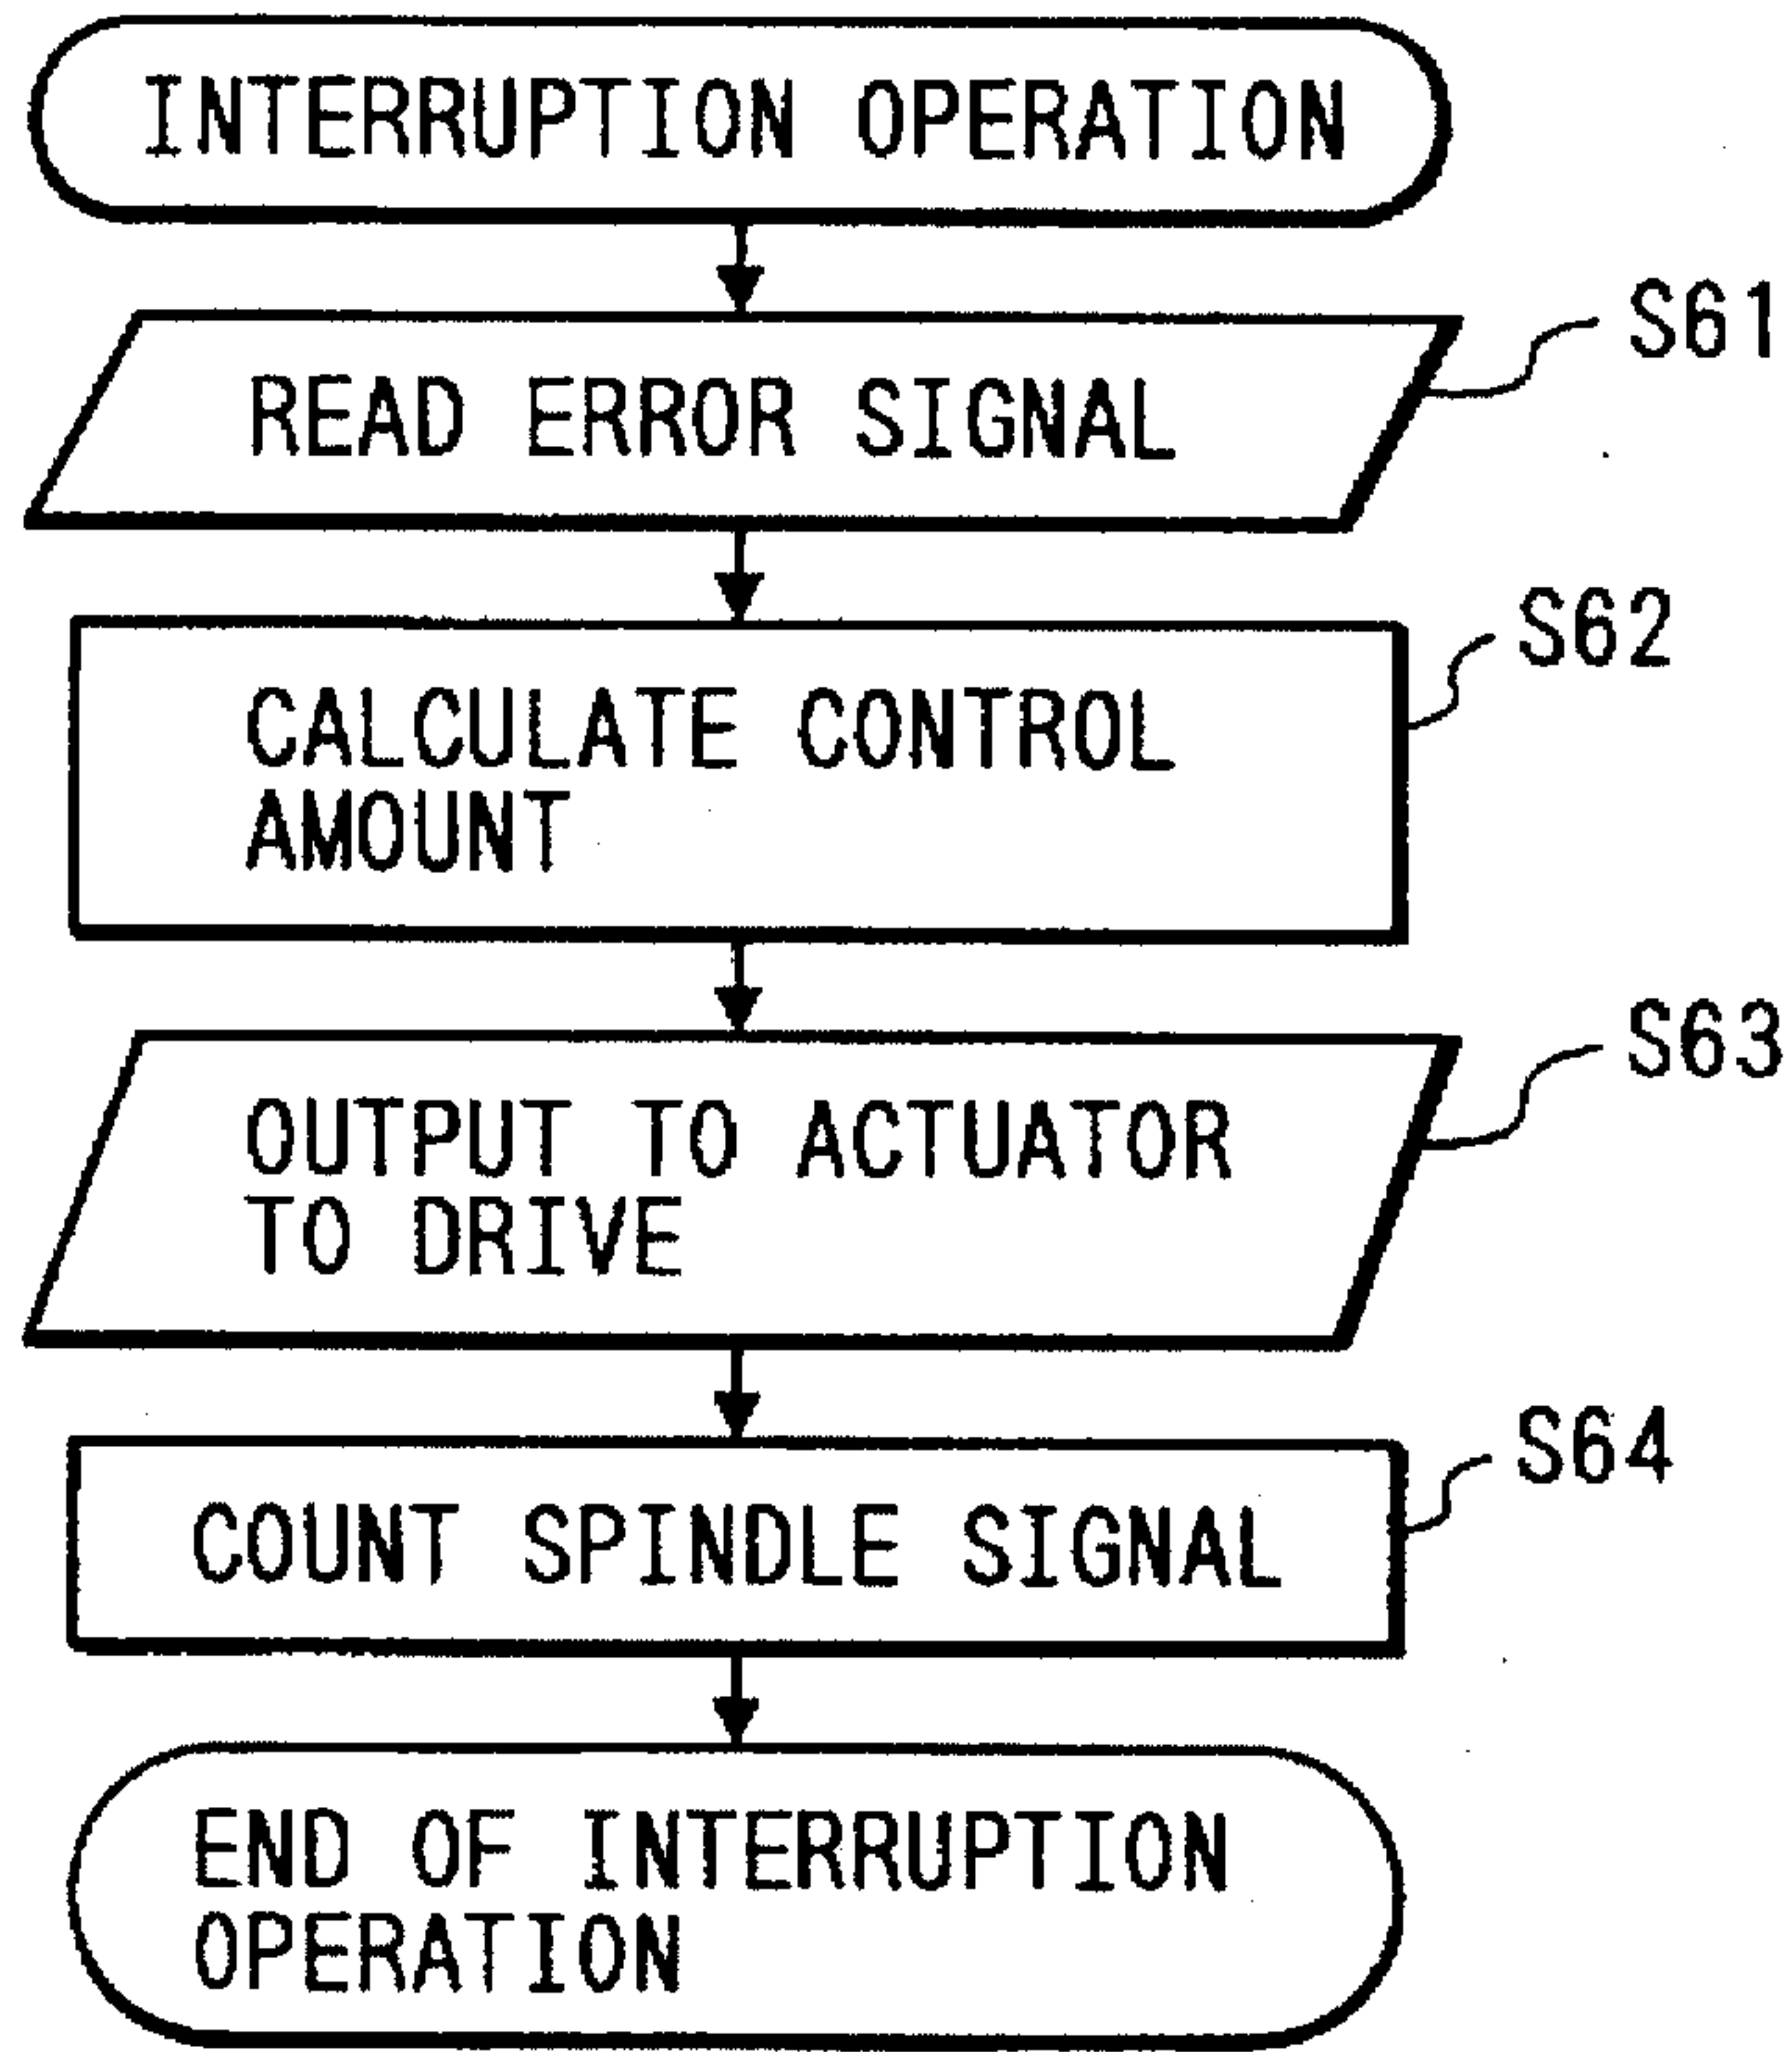 INTERRUPTION OPERATION
READ ERROR SIGNAL
S61
CALCULATE CONTROL
AMOUNT
S62
OUTPUT TO ACTUATOR
TO DRIVE
S63
COUNT SPINDLE SIGNAL
S64
END OF INTERRUPTION
OPERATION